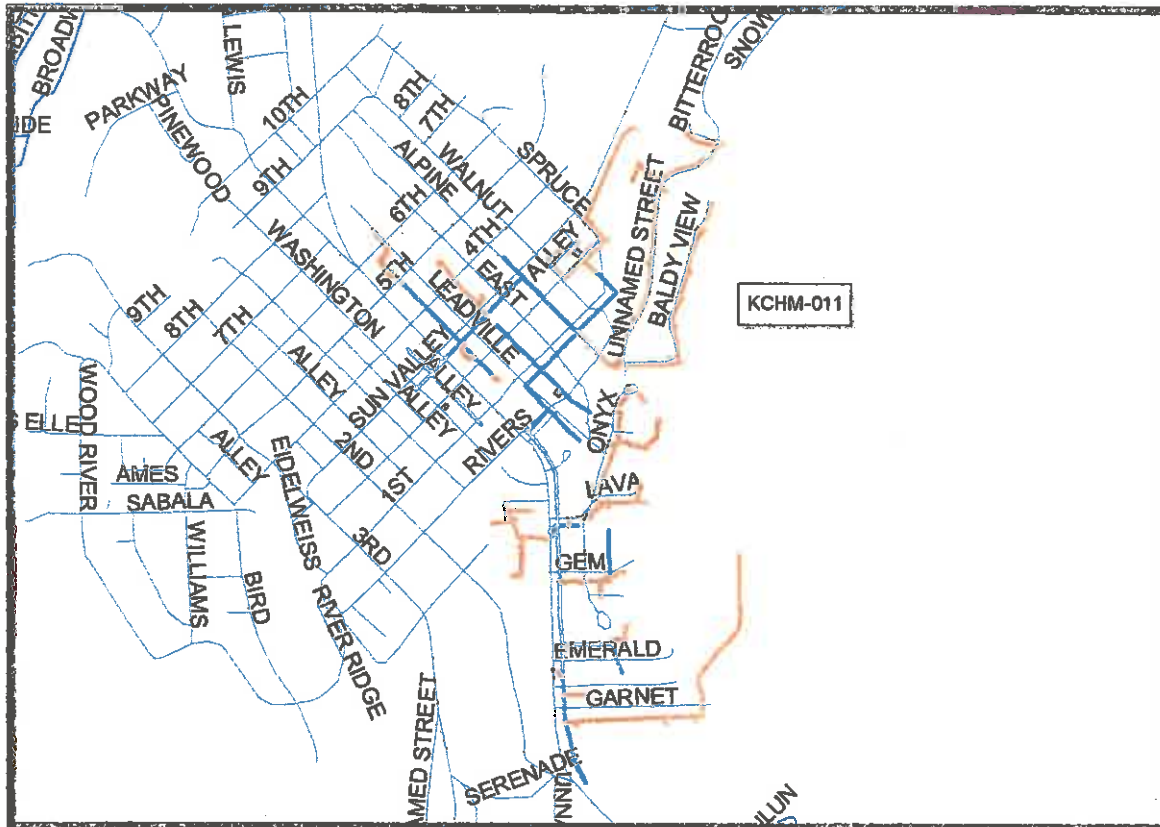 BROADW
LEWIS
BITTERROO
SNOW
PARKWAY
PINEWOOD
IDE
10TH
8TH
7TH
9TH
ALPINE
WALNUT
SPRUCE
6TH
4TH
ALLEY
EAST
UNNAMED STREET
BALDY VIEW
KCHM-011
WASHINGTON
5TH
LEADVILLE
9TH
8TH
7TH
ALLEY
SUN VALLEY
ALLEY
ALLEY
WOOD RIVER
S ELLE
ALLEY
2ND
1ST
RIVERS
ONYX
EIDELWEISS
AMES
SABALA
LAVA
WILLIAMS
BIRD
3RD
GEM
RIVER RIDGE
EMERALD
GARNET
MED STREET
SERENADE
UNN
ILUN